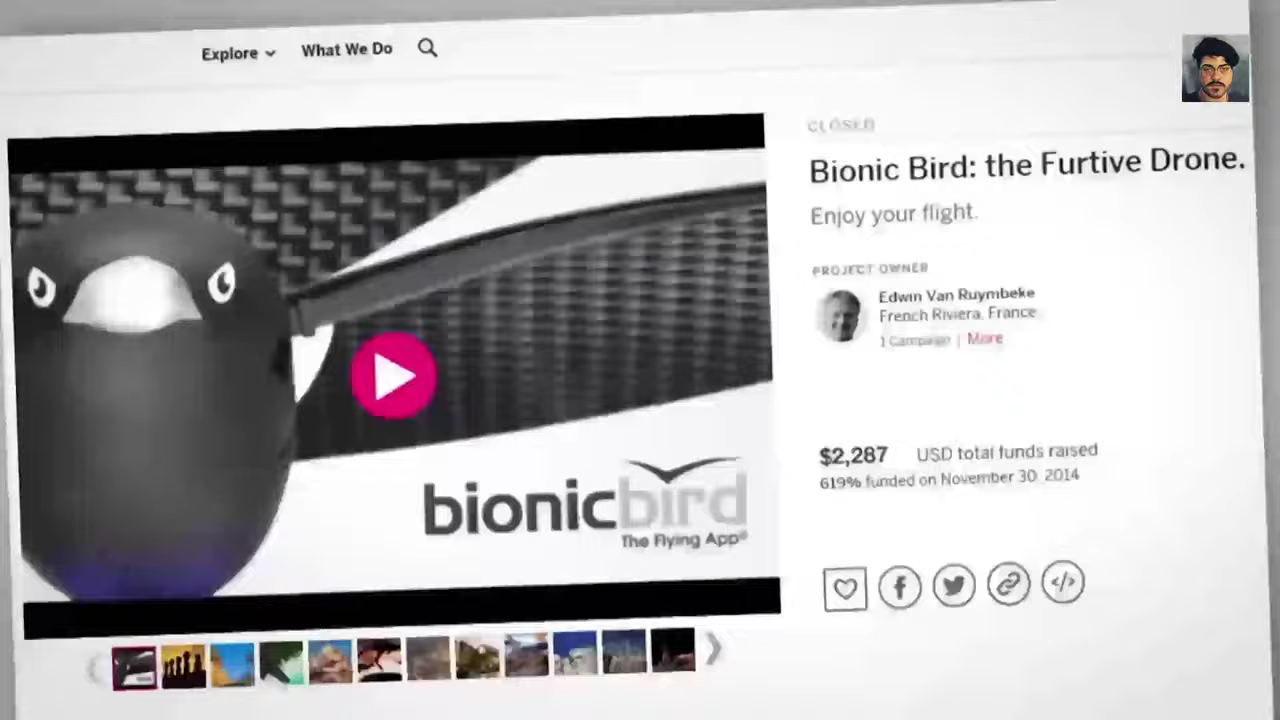 Explore
What We Do
CLOSED
Bionic Bird: the Furtive Drone.
Enjoy your flight.
PROJECT OWNER
Edwin Van Ruymbeke
French Riviera, France
1 Campaign | More
$2,287 USD total funds raised
619% funded on November 30, 2014
bionicbird
The Flying App®